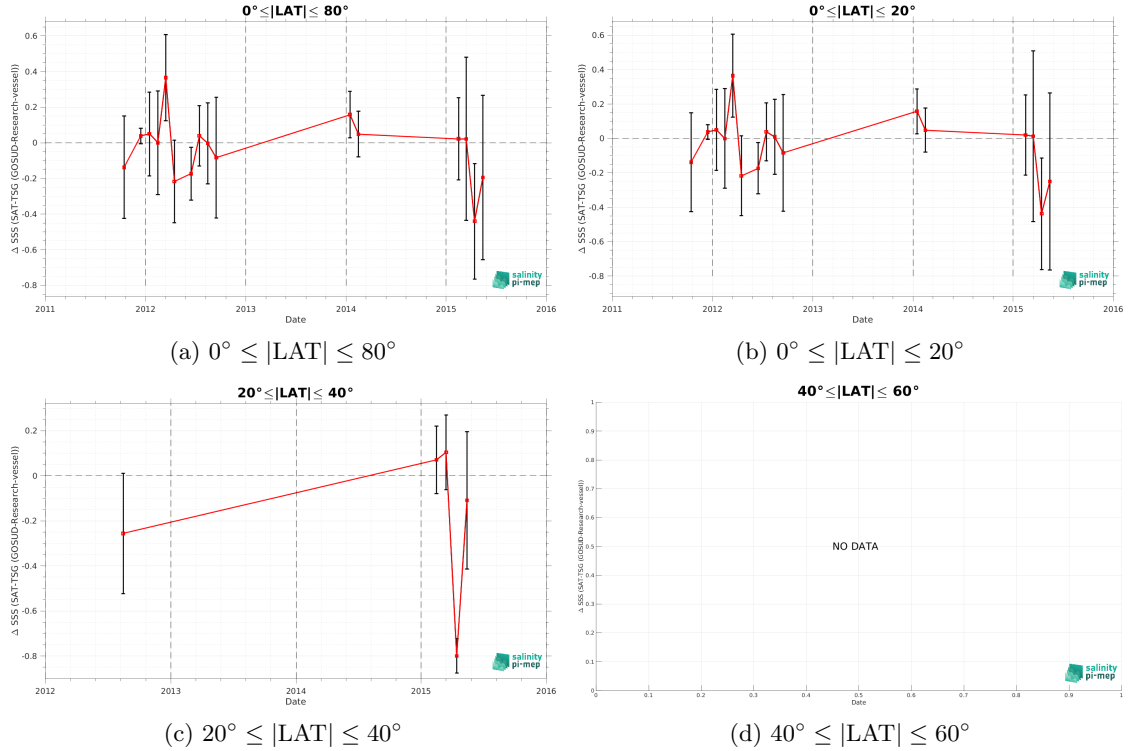 0°≤|LAT|≤ 80°
Δ SSS (SAT-TSG (GOSUD-Research-vessel))
0.6
0.4
0.2
0
-0.2
-0.4
-0.6
-0.8
2011
2012
2013
2014
2015
2016
Date
salinity
pi-mep
(a) 0° ≤ |LAT| ≤ 80°
0°≤|LAT|≤ 20°
Δ SSS (SAT-TSG (GOSUD-Research-vessel))
0.6
0.4
0.2
0
-0.2
-0.4
-0.6
-0.8
2011
2012
2013
2014
2015
2016
Date
salinity
pi-mep
(b) 0° ≤ |LAT| ≤ 20°
20°≤|LAT|≤ 40°
Δ SSS (SAT-TSG (GOSUD-Research-vessel))
0.2
0
-0.2
-0.4
-0.6
-0.8
2012
2013
2014
2015
2016
Date
salinity
pi-mep
(c) 20° ≤ |LAT| ≤ 40°
40°≤|LAT|≤ 60°
Δ SSS (SAT-TSG (GOSUD-Research-vessel))
1
0.9
0.8
0.7
0.6
0.5
0.4
0.3
0.2
0.1
0
NO DATA
0
0.1
0.2
0.3
0.4
0.5
0.6
0.7
0.8
0.9
1
Date
salinity
pi-mep
(d) 40° ≤ |LAT| ≤ 60°